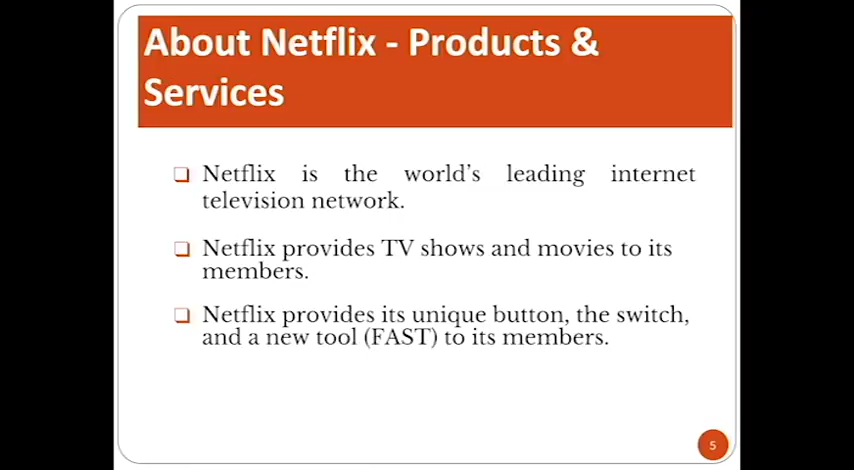 About Netflix - Products &
Services
Netflix is the world's leading internet
television network.
Netflix provides TV shows and movies to its
members.
Netflix provides its unique button, the switch,
and a new tool (FAST) to its members.
5